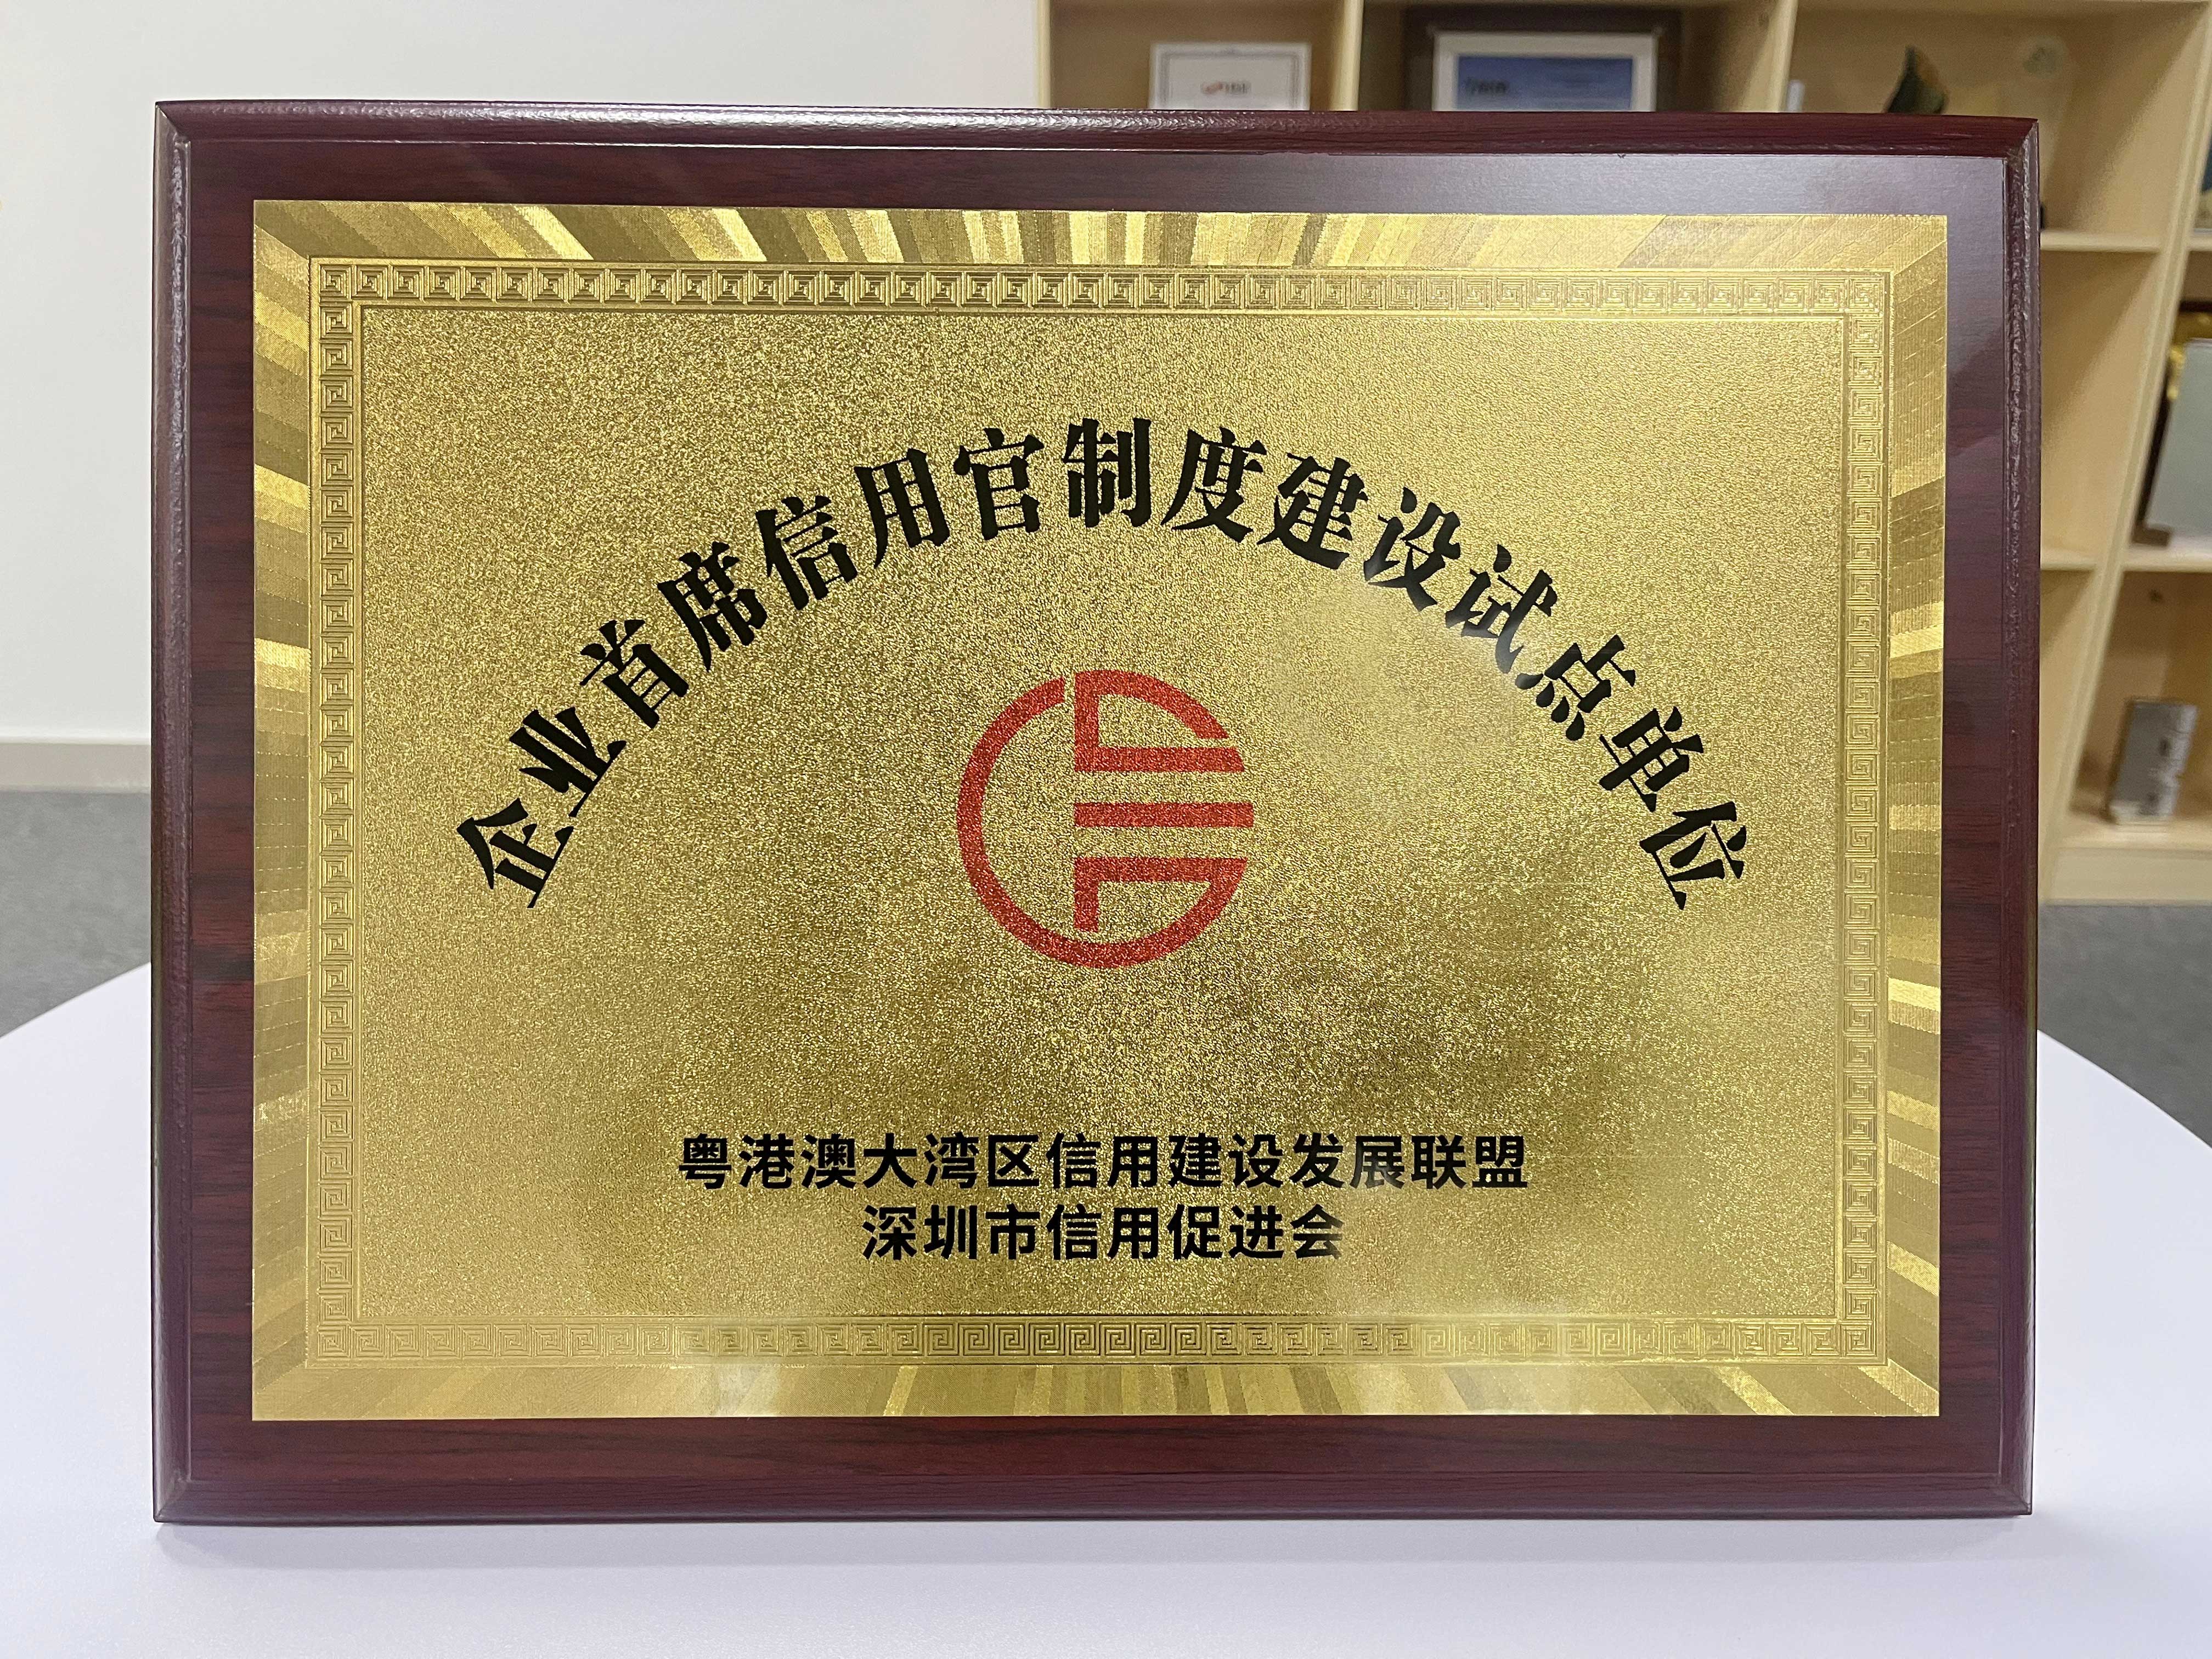 企业首席信用官制度建设试点单位
粤港澳大湾区信用建设发展联盟
深圳市信用促进会